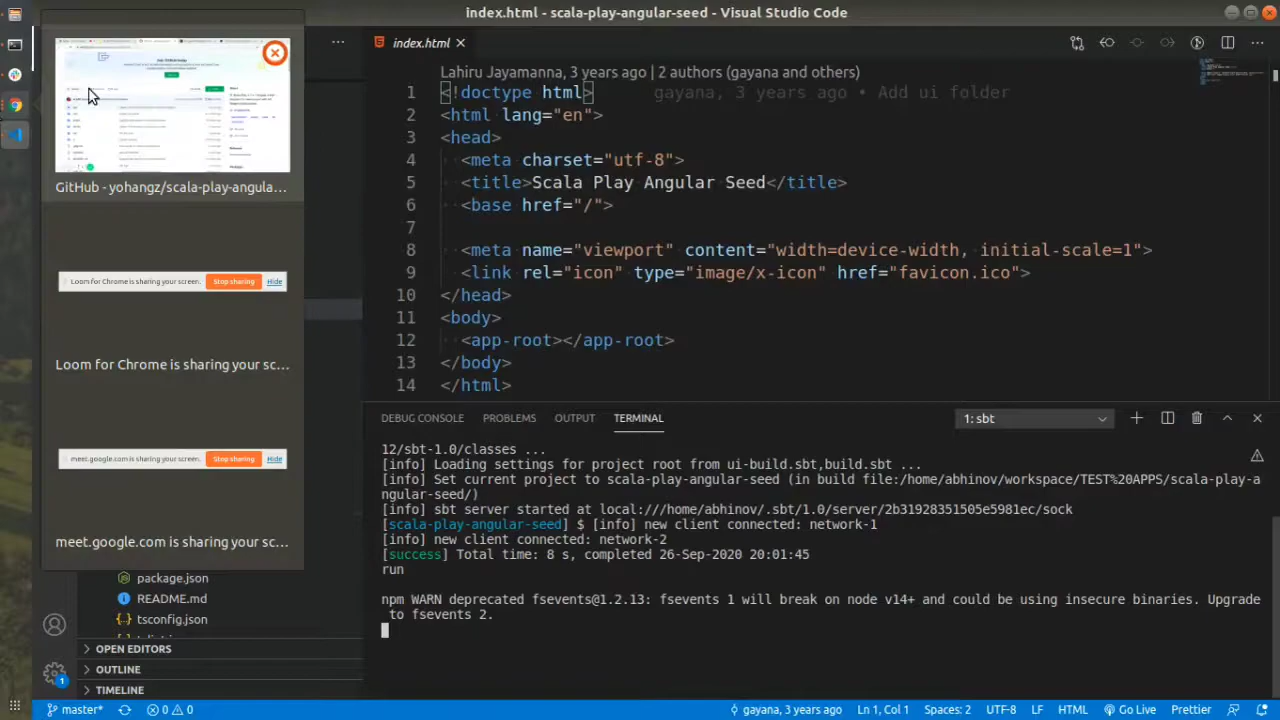 index.html - scala-play-angular-seed - Visual Studio Code
GitHub - yohangz/scala-play-angula...
Loom for Chrome is sharing your screen. Stop sharing Hide
Loom for Chrome is sharing your sc...
meet.google.com is sharing your screen. Stop sharing Hide
meet.google.com is sharing your sc...
package.json
README.md
tsconfig.json
OPEN EDITORS
OUTLINE
TIMELINE
index.html
Lahiru Jayamanna, 3 years ago | 2 authors (gayana and others)
1 <!doctype html> gayana, 3 years ago • Add ui folder
2 <html lang="en">
3 <head>
4 <meta charset="utf-8">
5 <title>Scala Play Angular Seed</title>
6 <base href="/">
7
8 <meta name="viewport" content="width=device-width, initial-scale=1">
9 <link rel="icon" type="image/x-icon" href="favicon.ico">
10 </head>
11 <body>
12 <app-root></app-root>
13 </body>
14 </html>
DEBUG CONSOLE PROBLEMS OUTPUT TERMINAL 1: sbt
12/sbt-1.0/classes ...
[info] Loading settings for project root from ui-build.sbt,build.sbt ...
[info] Set current project to scala-play-angular-seed (in build file:/home/abhinov/workspace/TEST%20APPS/scala-play-a
ngular-seed/)
[info] sbt server started at local:///home/abhinov/.sbt/1.0/server/2b31928351505e5981ec/sock
[scala-play-angular-seed] $ [info] new client connected: network-1
[info] new client connected: network-2
[success] Total time: 8 s, completed 26-Sep-2020 20:01:45
run
npm WARN deprecated fsevents@1.2.13: fsevents 1 will break on node v14+ and could be using insecure binaries. Upgrade
to fsevents 2.
1
master* 0 0 gayana, 3 years ago Ln 1, Col 1 Spaces: 2 UTF-8 LF HTML Go Live Prettier